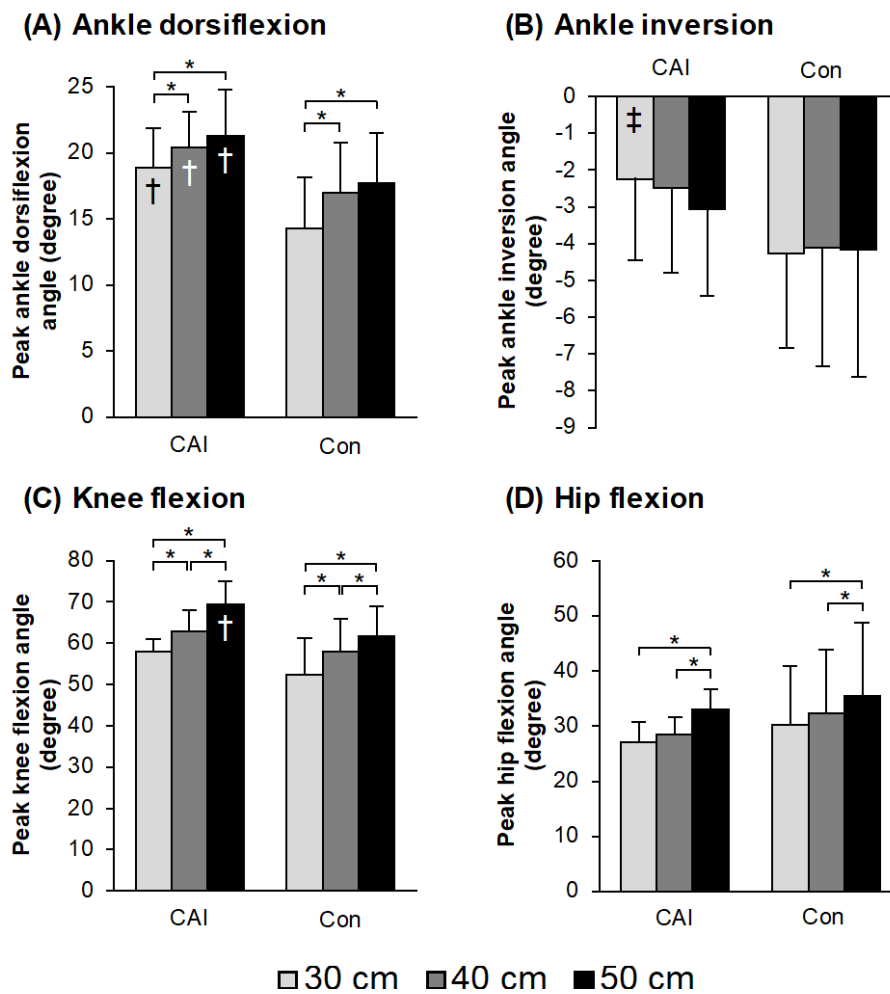 (A) Ankle dorsiflexion
Peak ankle dorsiflexion
angle (degree)
25
20
15
10
5
0
*
*
*
*
†
†
†
CAI
Con
(B) Ankle inversion
CAI
Con
Peak ankle inversion angle
(degree)
0
-1
-2
-3
-4
-5
-6
-7
-8
-9
‡
(C) Knee flexion
Peak knee flexion angle
(degree)
80
70
60
50
40
30
20
10
0
*
*
*
*
*
*
†
CAI
Con
(D) Hip flexion
Peak hip flexion angle
(degree)
60
50
40
30
20
10
0
*
*
*
*
CAI
Con
30 cm
40 cm
50 cm